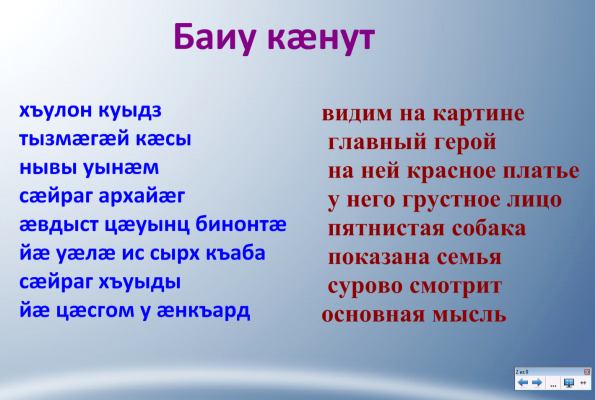 Баиу кæнут
хъулон куыдз
тызмæгæй кæсы
нывы уынæм
сæйраг архайæг
æвдыст цæуынц бинонтæ
йæ уæлæ ис сырх къаба
сæйраг хъуыды
йæ цæсгом у æнкъард
видим на картине
главный герой
на ней красное платье
у него грустное лицо
пятнистая собака
показана семья
сурово смотрит
основная мысль